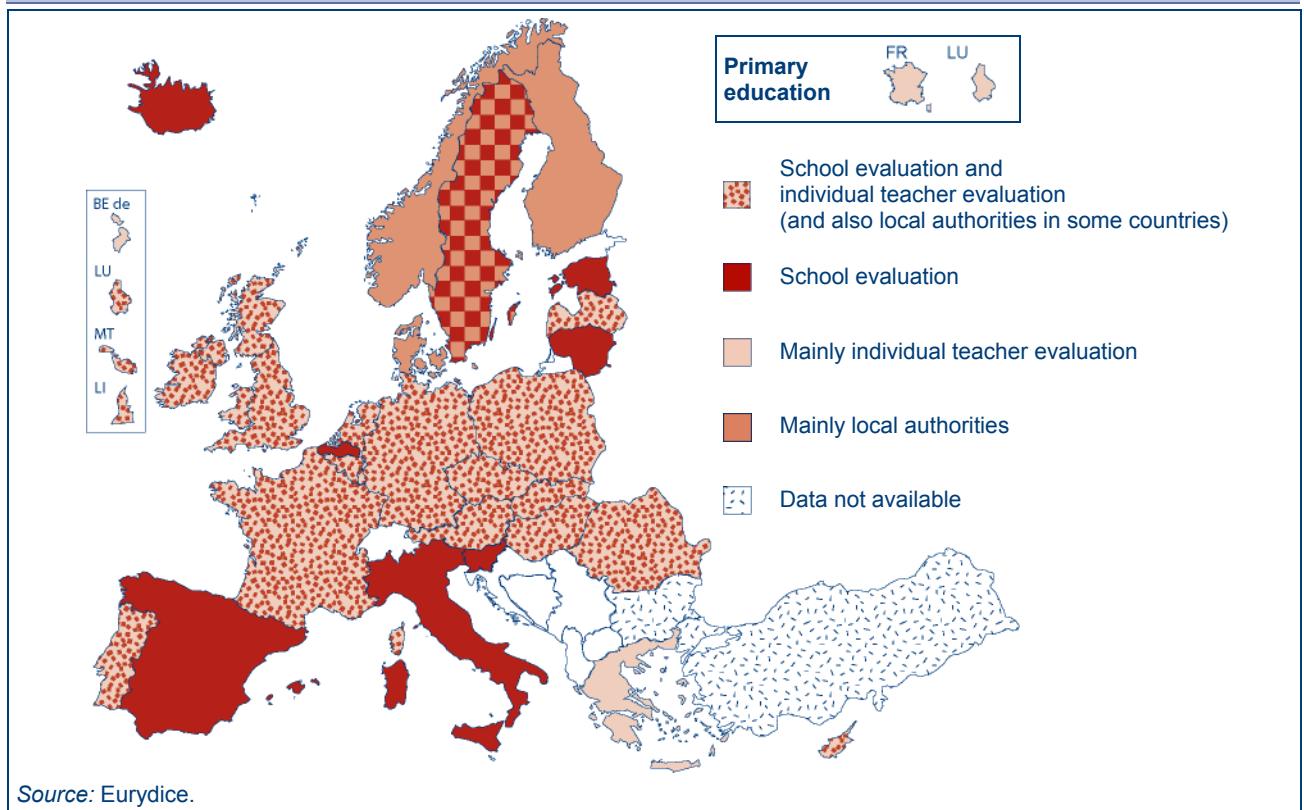 Primary
education
FR
LU
School evaluation and
individual teacher evaluation
(and also local authorities in some countries)
School evaluation
Mainly individual teacher evaluation
Mainly local authorities
Data not available
BE de
LU
MT
LI
Source: Eurydice.